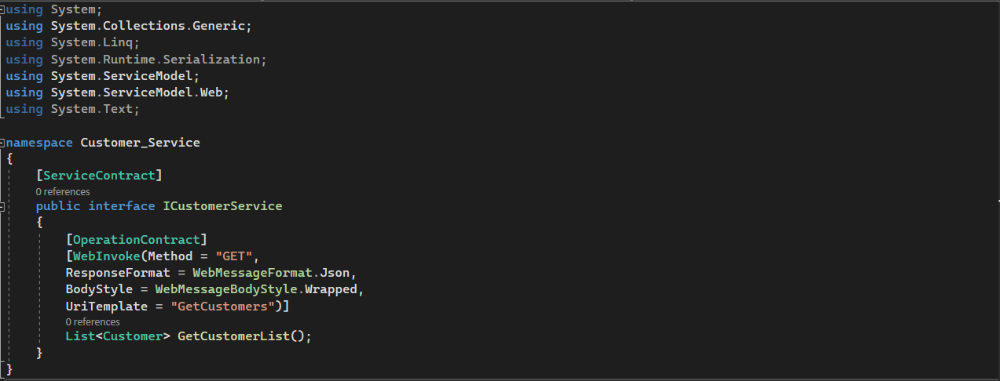 using System;
using System.Collections.Generic;
using System.Linq;
using System.Runtime.Serialization;
using System.ServiceModel;
using System.ServiceModel.Web;
using System.Text;
namespace Customer_Service
{
[ServiceContract]
0 references
public interface ICustomerService
{
[OperationContract]
[WebInvoke(Method = "GET",
ResponseFormat = WebMessageFormat.Json,
BodyStyle = WebMessageBodyStyle.Wrapped,
UriTemplate = "GetCustomers")]
0 references
List<Customer> GetCustomerList();
}
}